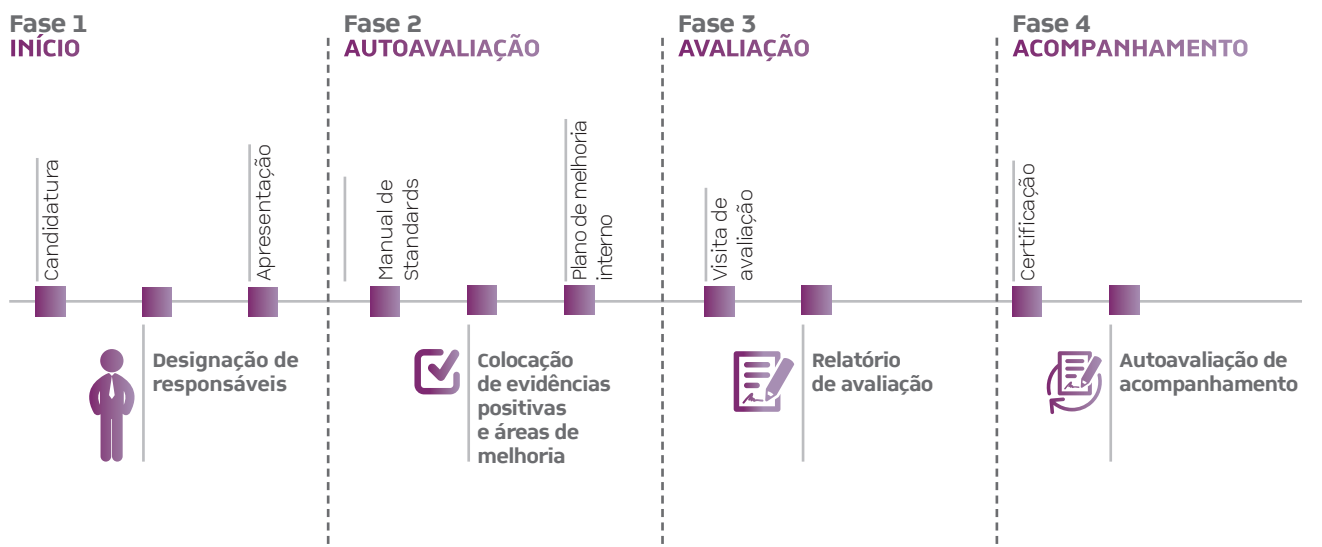 Fase 1
INÍCIO
Candidatura
Designação de
responsáveis
Apresentação
Fase 2
AUTOAVALIAÇÃO
Manual de
Standards
Colocação
de evidências
positivas
e áreas de
melhoria
Plano de melhoria
interno
Fase 3
AVALIAÇÃO
Visita de
avaliação
Relatório
de avaliação
Fase 4
ACOMPANHAMENTO
Certificação
Autoavaliação de
acompanhamento